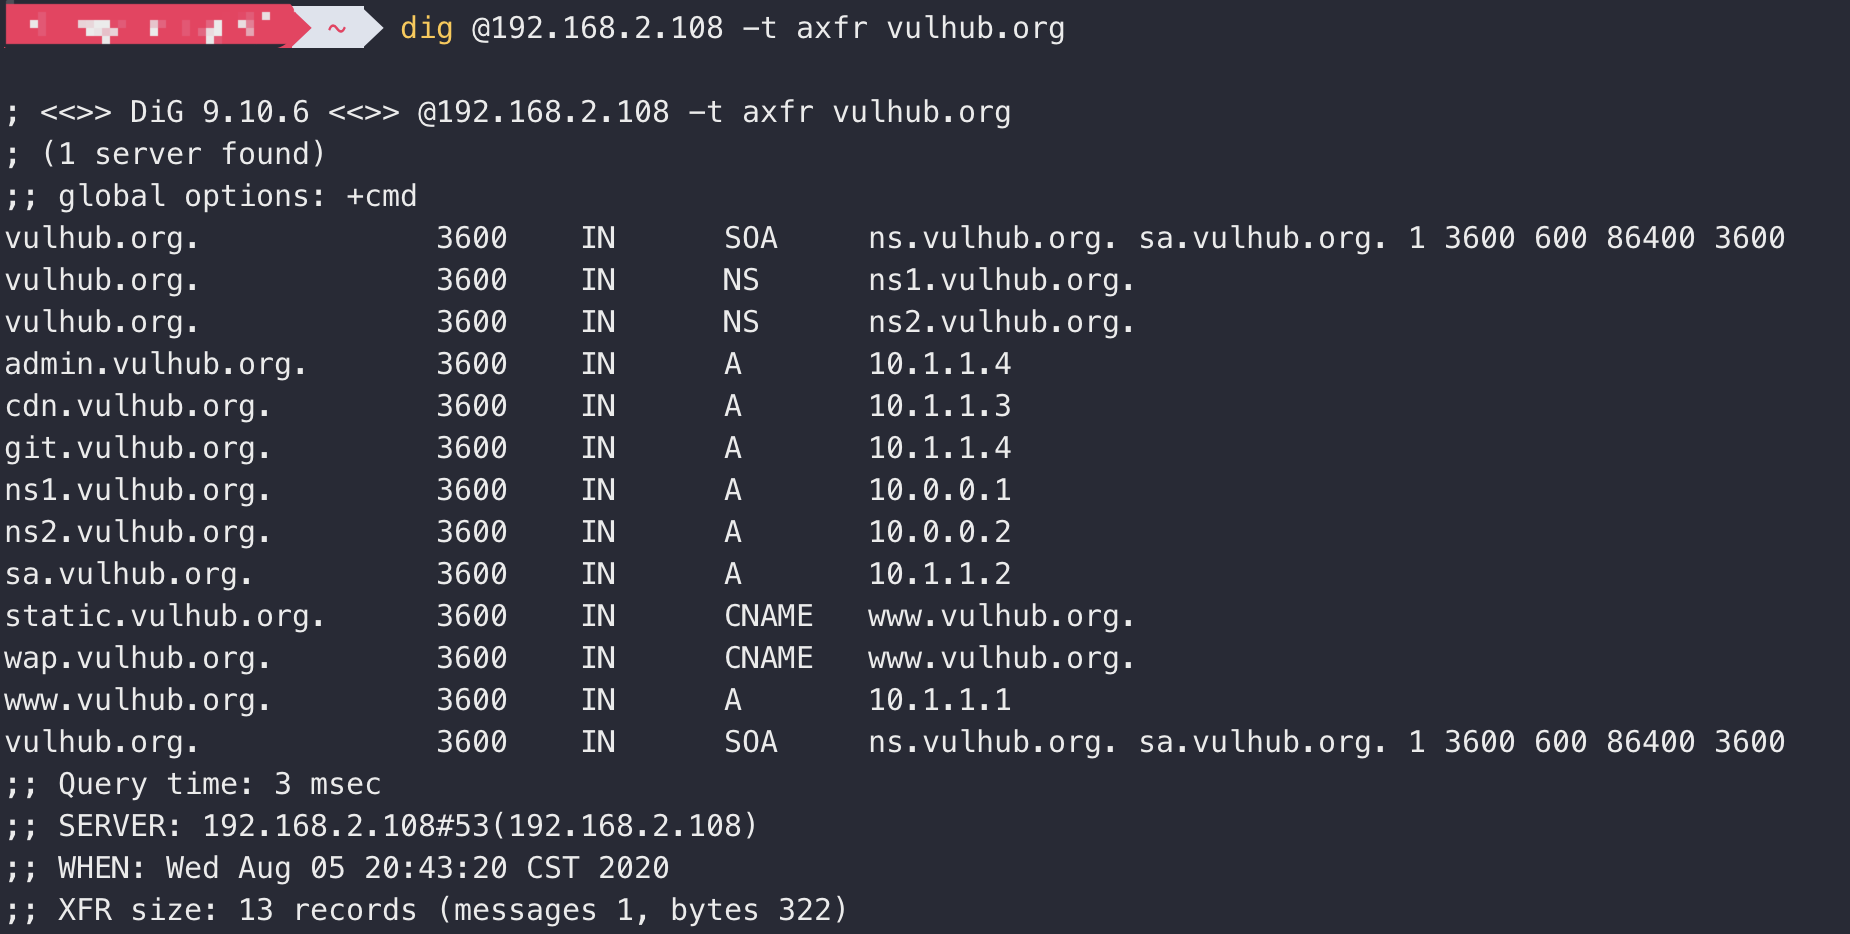 ~ dig @192.168.2.108 -t axfr vulhub.org
; <<>> DiG 9.10.6 <<>> @192.168.2.108 -t axfr vulhub.org
; (1 server found)
;; global options: +cmd
vulhub.org. 3600 IN SOA ns.vulhub.org. sa.vulhub.org. 1 3600 600 86400 3600
vulhub.org. 3600 IN NS ns1.vulhub.org.
vulhub.org. 3600 IN NS ns2.vulhub.org.
admin.vulhub.org. 3600 IN A 10.1.1.4
cdn.vulhub.org. 3600 IN A 10.1.1.3
git.vulhub.org. 3600 IN A 10.1.1.4
ns1.vulhub.org. 3600 IN A 10.0.0.1
ns2.vulhub.org. 3600 IN A 10.0.0.2
sa.vulhub.org. 3600 IN A 10.1.1.2
static.vulhub.org. 3600 IN CNAME www.vulhub.org.
wap.vulhub.org. 3600 IN CNAME www.vulhub.org.
www.vulhub.org. 3600 IN A 10.1.1.1
vulhub.org. 3600 IN SOA ns.vulhub.org. sa.vulhub.org. 1 3600 600 86400 3600
;; Query time: 3 msec
;; SERVER: 192.168.2.108#53(192.168.2.108)
;; WHEN: Wed Aug 05 20:43:20 CST 2020
;; XFR size: 13 records (messages 1, bytes 322)